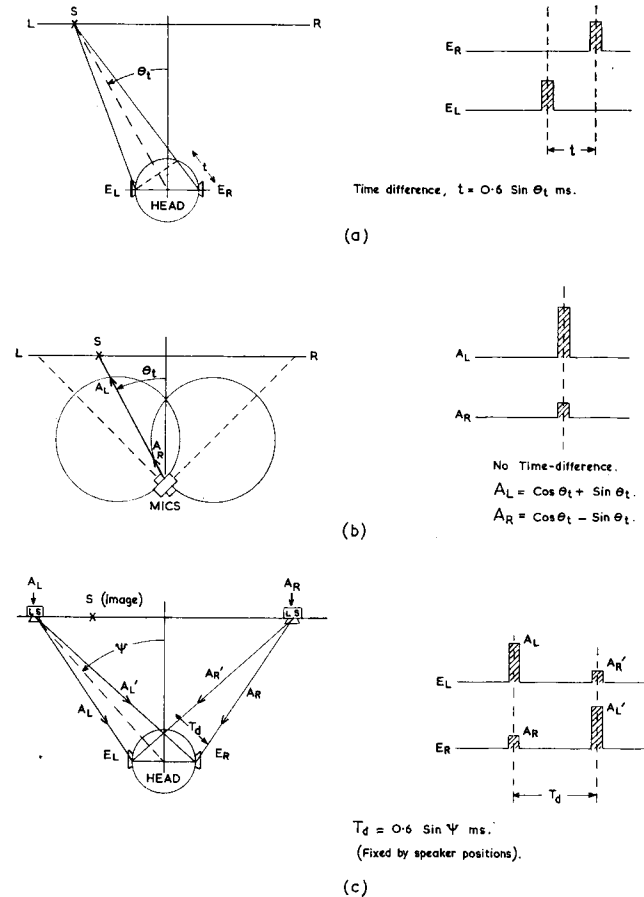 L S R
θt
t
EL ER
HEAD
ER
EL
t
Time difference, t = 0·6 Sin θt ms.
(a)
L S R
θt
AL
AR
MICS
AL
AR
No Time-difference.
AL = Cos θt + Sin θt.
AR = Cos θt − Sin θt.
(b)
AL AR
S (image)
LS LS
Ψ
AL' AR'
AL AR
Td
EL ER
HEAD
AL
AR'
EL
AL'
AR
ER
Td
Td = 0·6 Sin Ψ ms.
(Fixed by speaker positions).
(c)